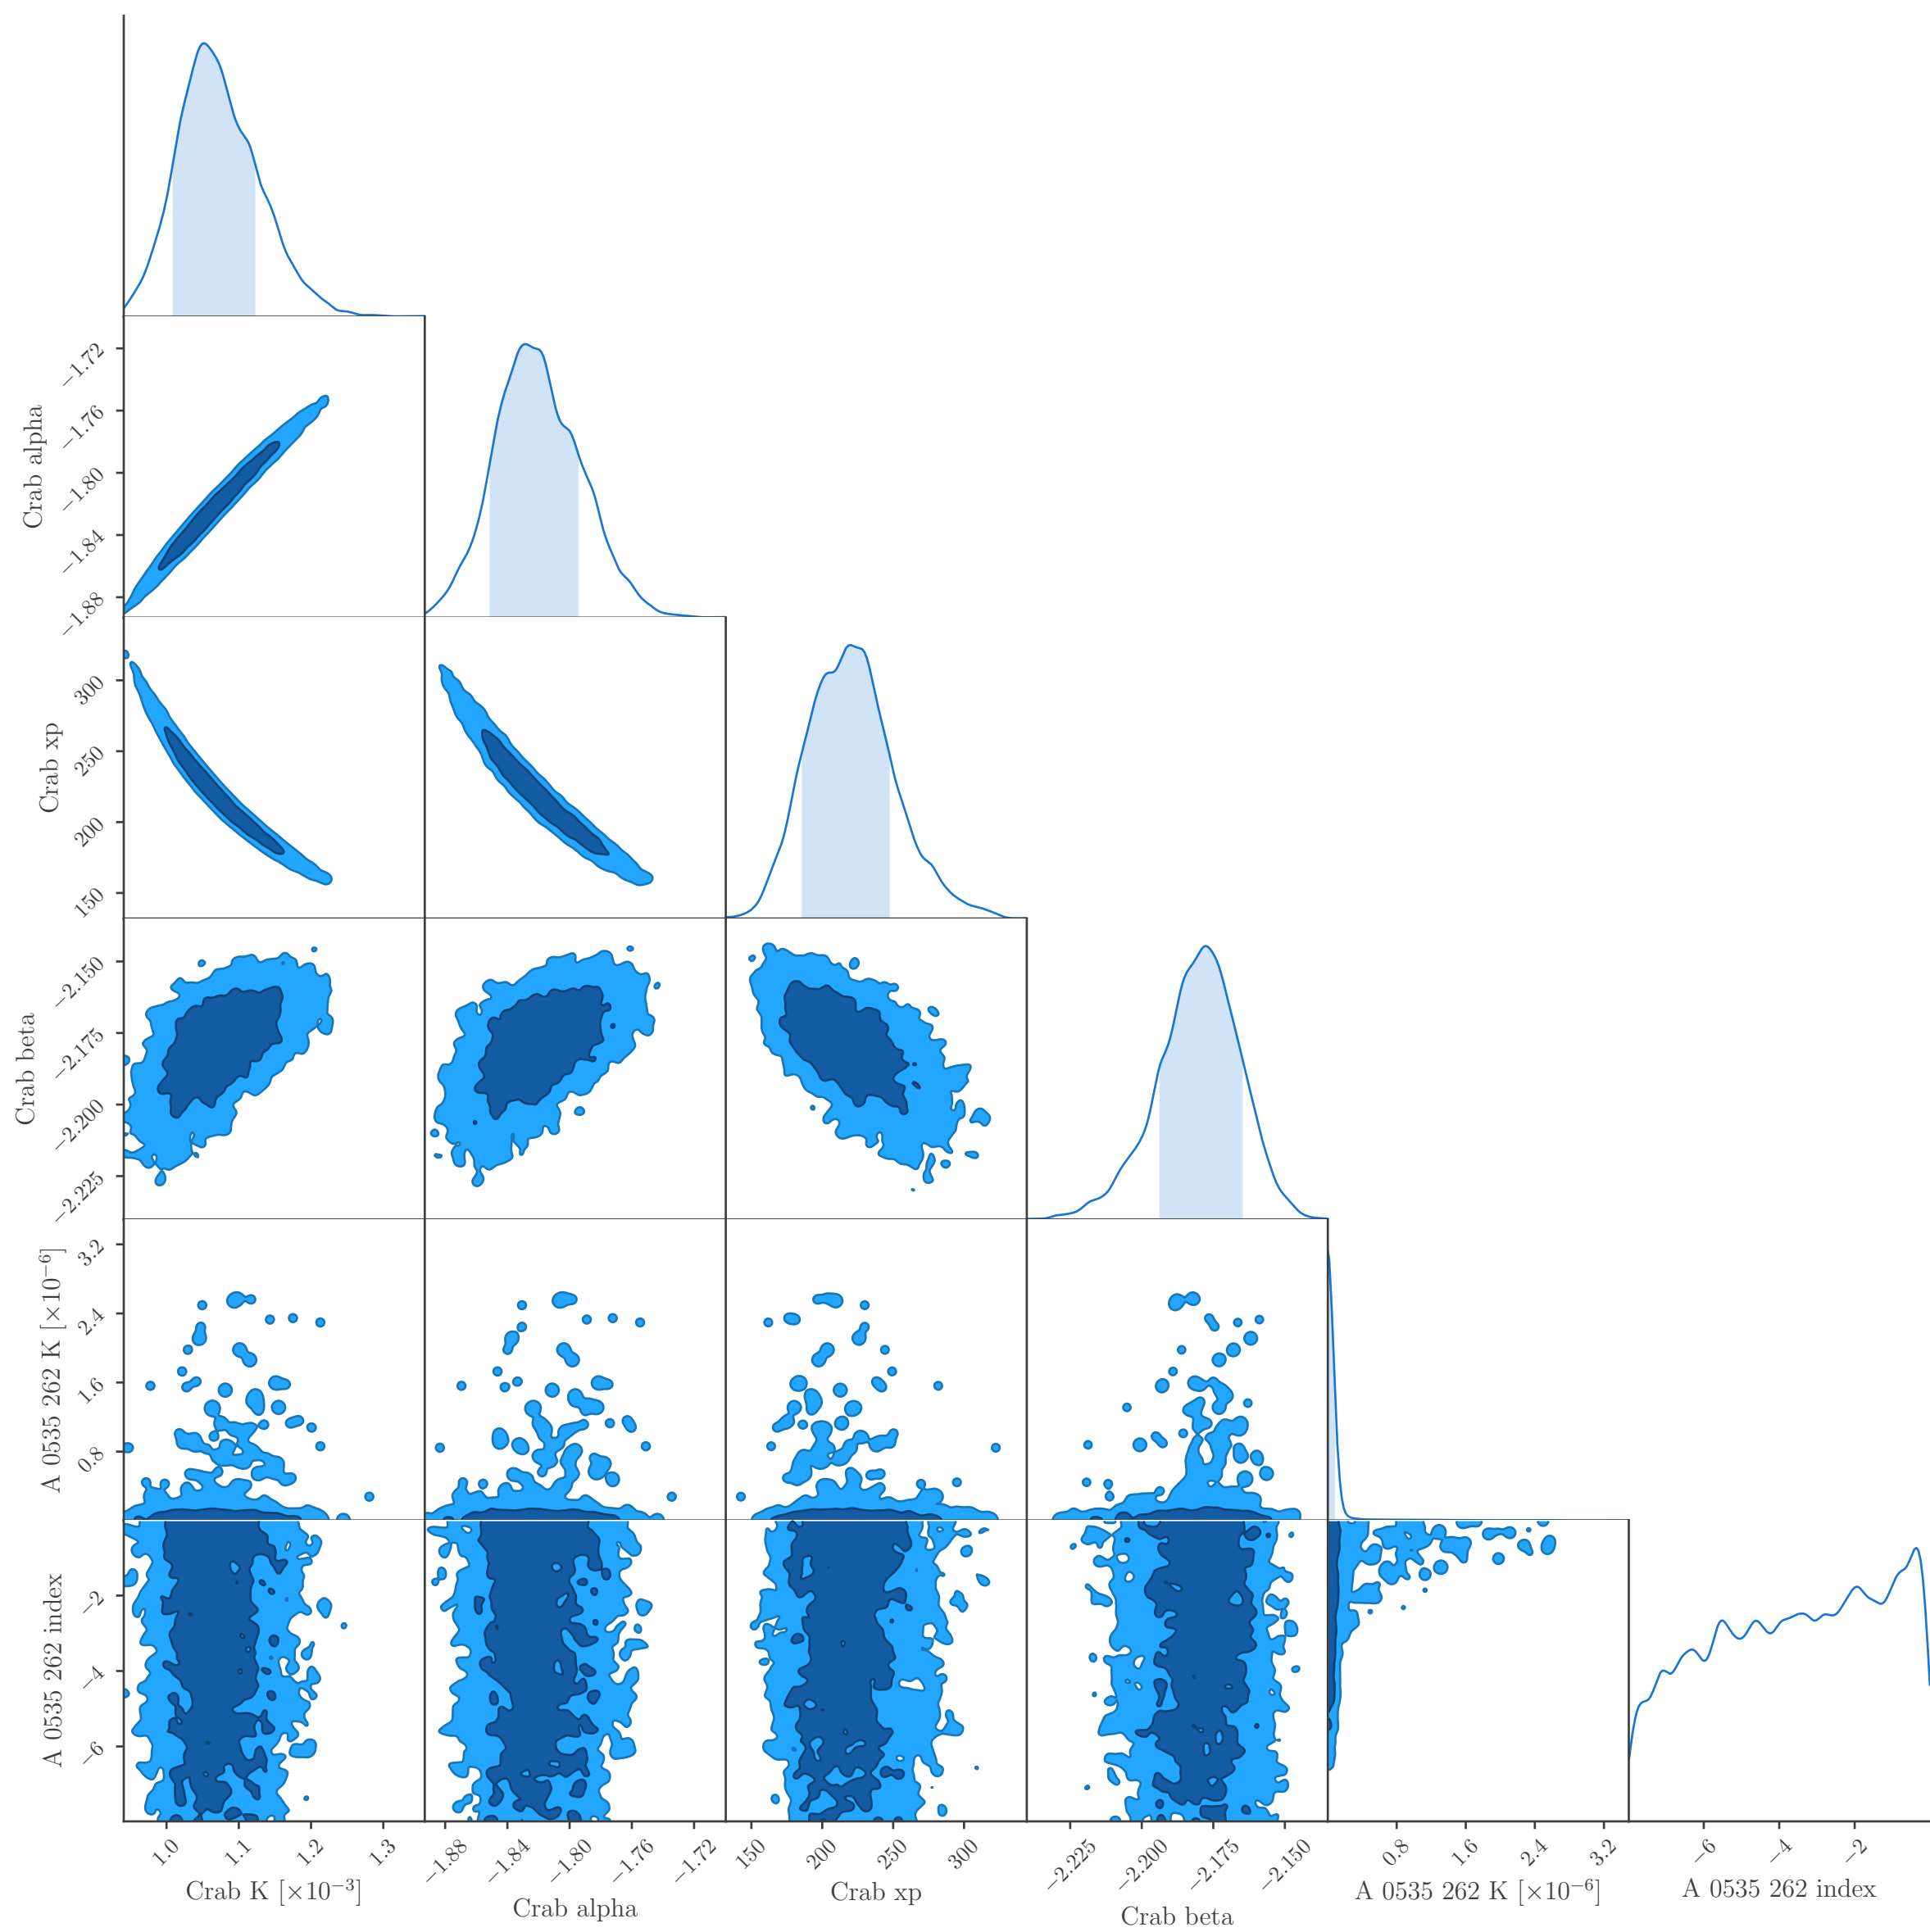 −1.72
−1.76
−1.80
−1.84
−1.88
Crab alpha
300
250
200
150
Crab xp
−2.150
−2.175
−2.200
−2.225
Crab beta
3.2
2.4
1.6
0.8
A 0535 262 K [×10−6]
−2
−4
−6
A 0535 262 index
1.0 1.1 1.2 1.3
−1.88 −1.84 −1.80 −1.76 −1.72
150 200 250 300
−2.225 −2.200 −2.175 −2.150
0.8 1.6 2.4 3.2
−6 −4 −2
Crab K [×10−3]
Crab alpha
Crab xp
Crab beta
A 0535 262 K [×10−6]
A 0535 262 index